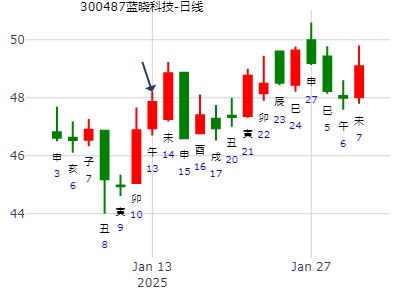 300487蓝晓科技-日线
50
48
46
44
申
3
亥
6
子
7
丑
8
寅
9
卯
10
午
13
未
14
申
15
酉
16
戌
17
丑
20
寅
21
卯
22
辰
23
巳
24
申
27
巳
5
午
6
未
7
Jan 13
2025
Jan 27